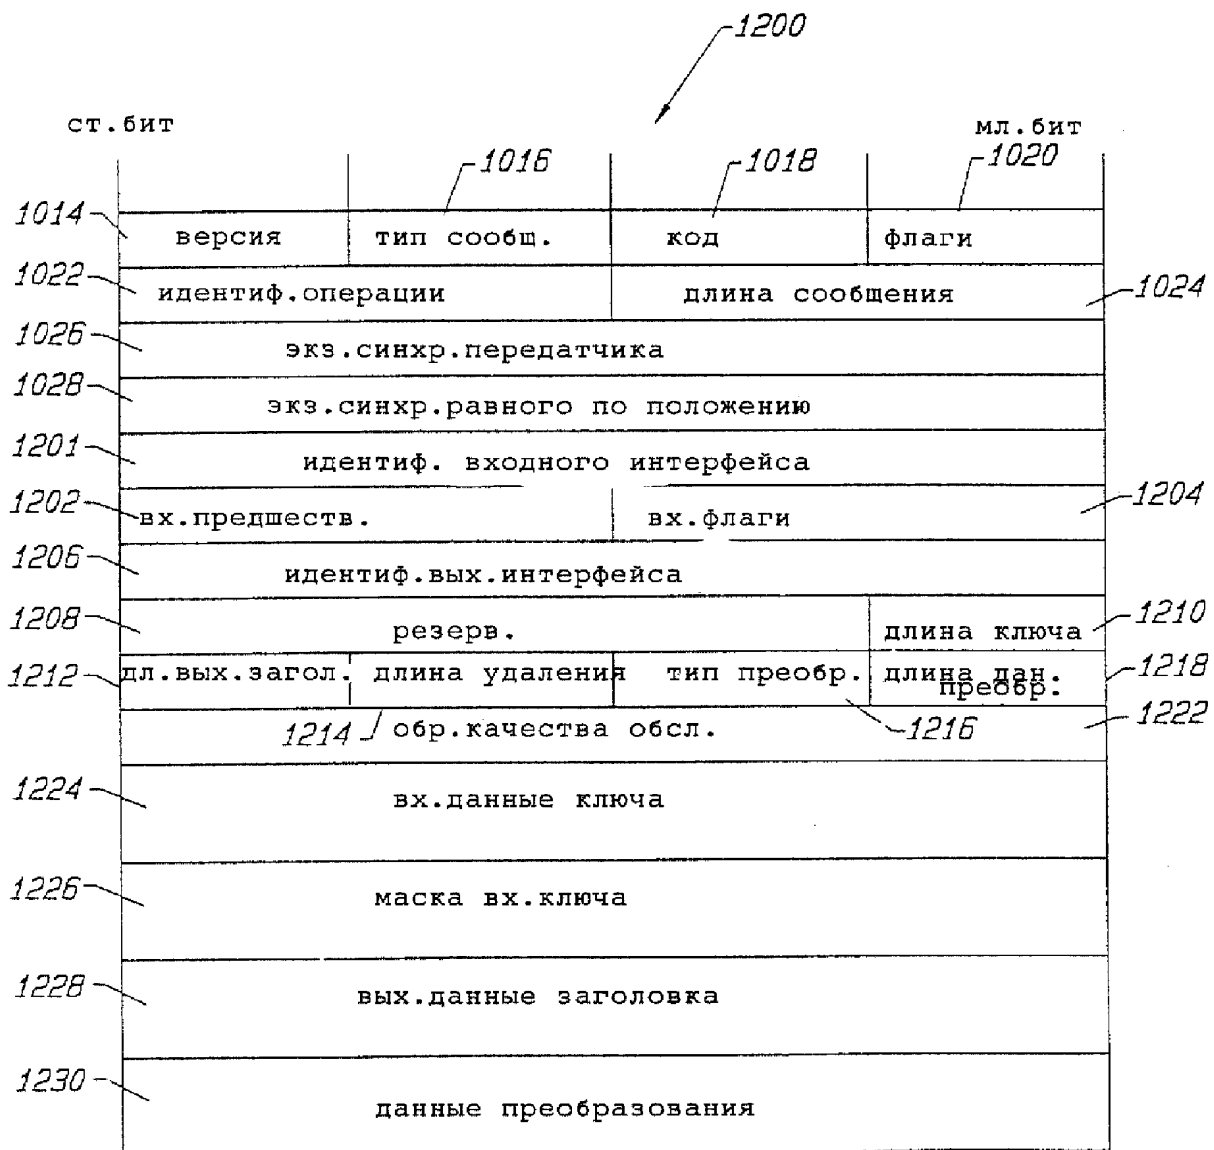 1200
ст.бит
мл.бит
1016
1018
1020
1014
версия
тип сообщ.
код
флаги
1022
идентиф.операции
длина сообщения
1024
1026
экз.синхр.передатчика
1028
экз.синхр.равного по положению
1201
идентиф. входного интерфейса
1202
вх.предшеств.
вх.флаги
1204
1206
идентиф.вых.интерфейса
1208
резерв.
длина ключа
1210
1212
дл.вых.загол.
длина удаления
тип преобр.
длина дан.
преобр.
1218
1214
обр.качества обсл.
1216
1222
1224
вх.данные ключа
1226
маска вх.ключа
1228
вых.данные заголовка
1230
данные преобразования